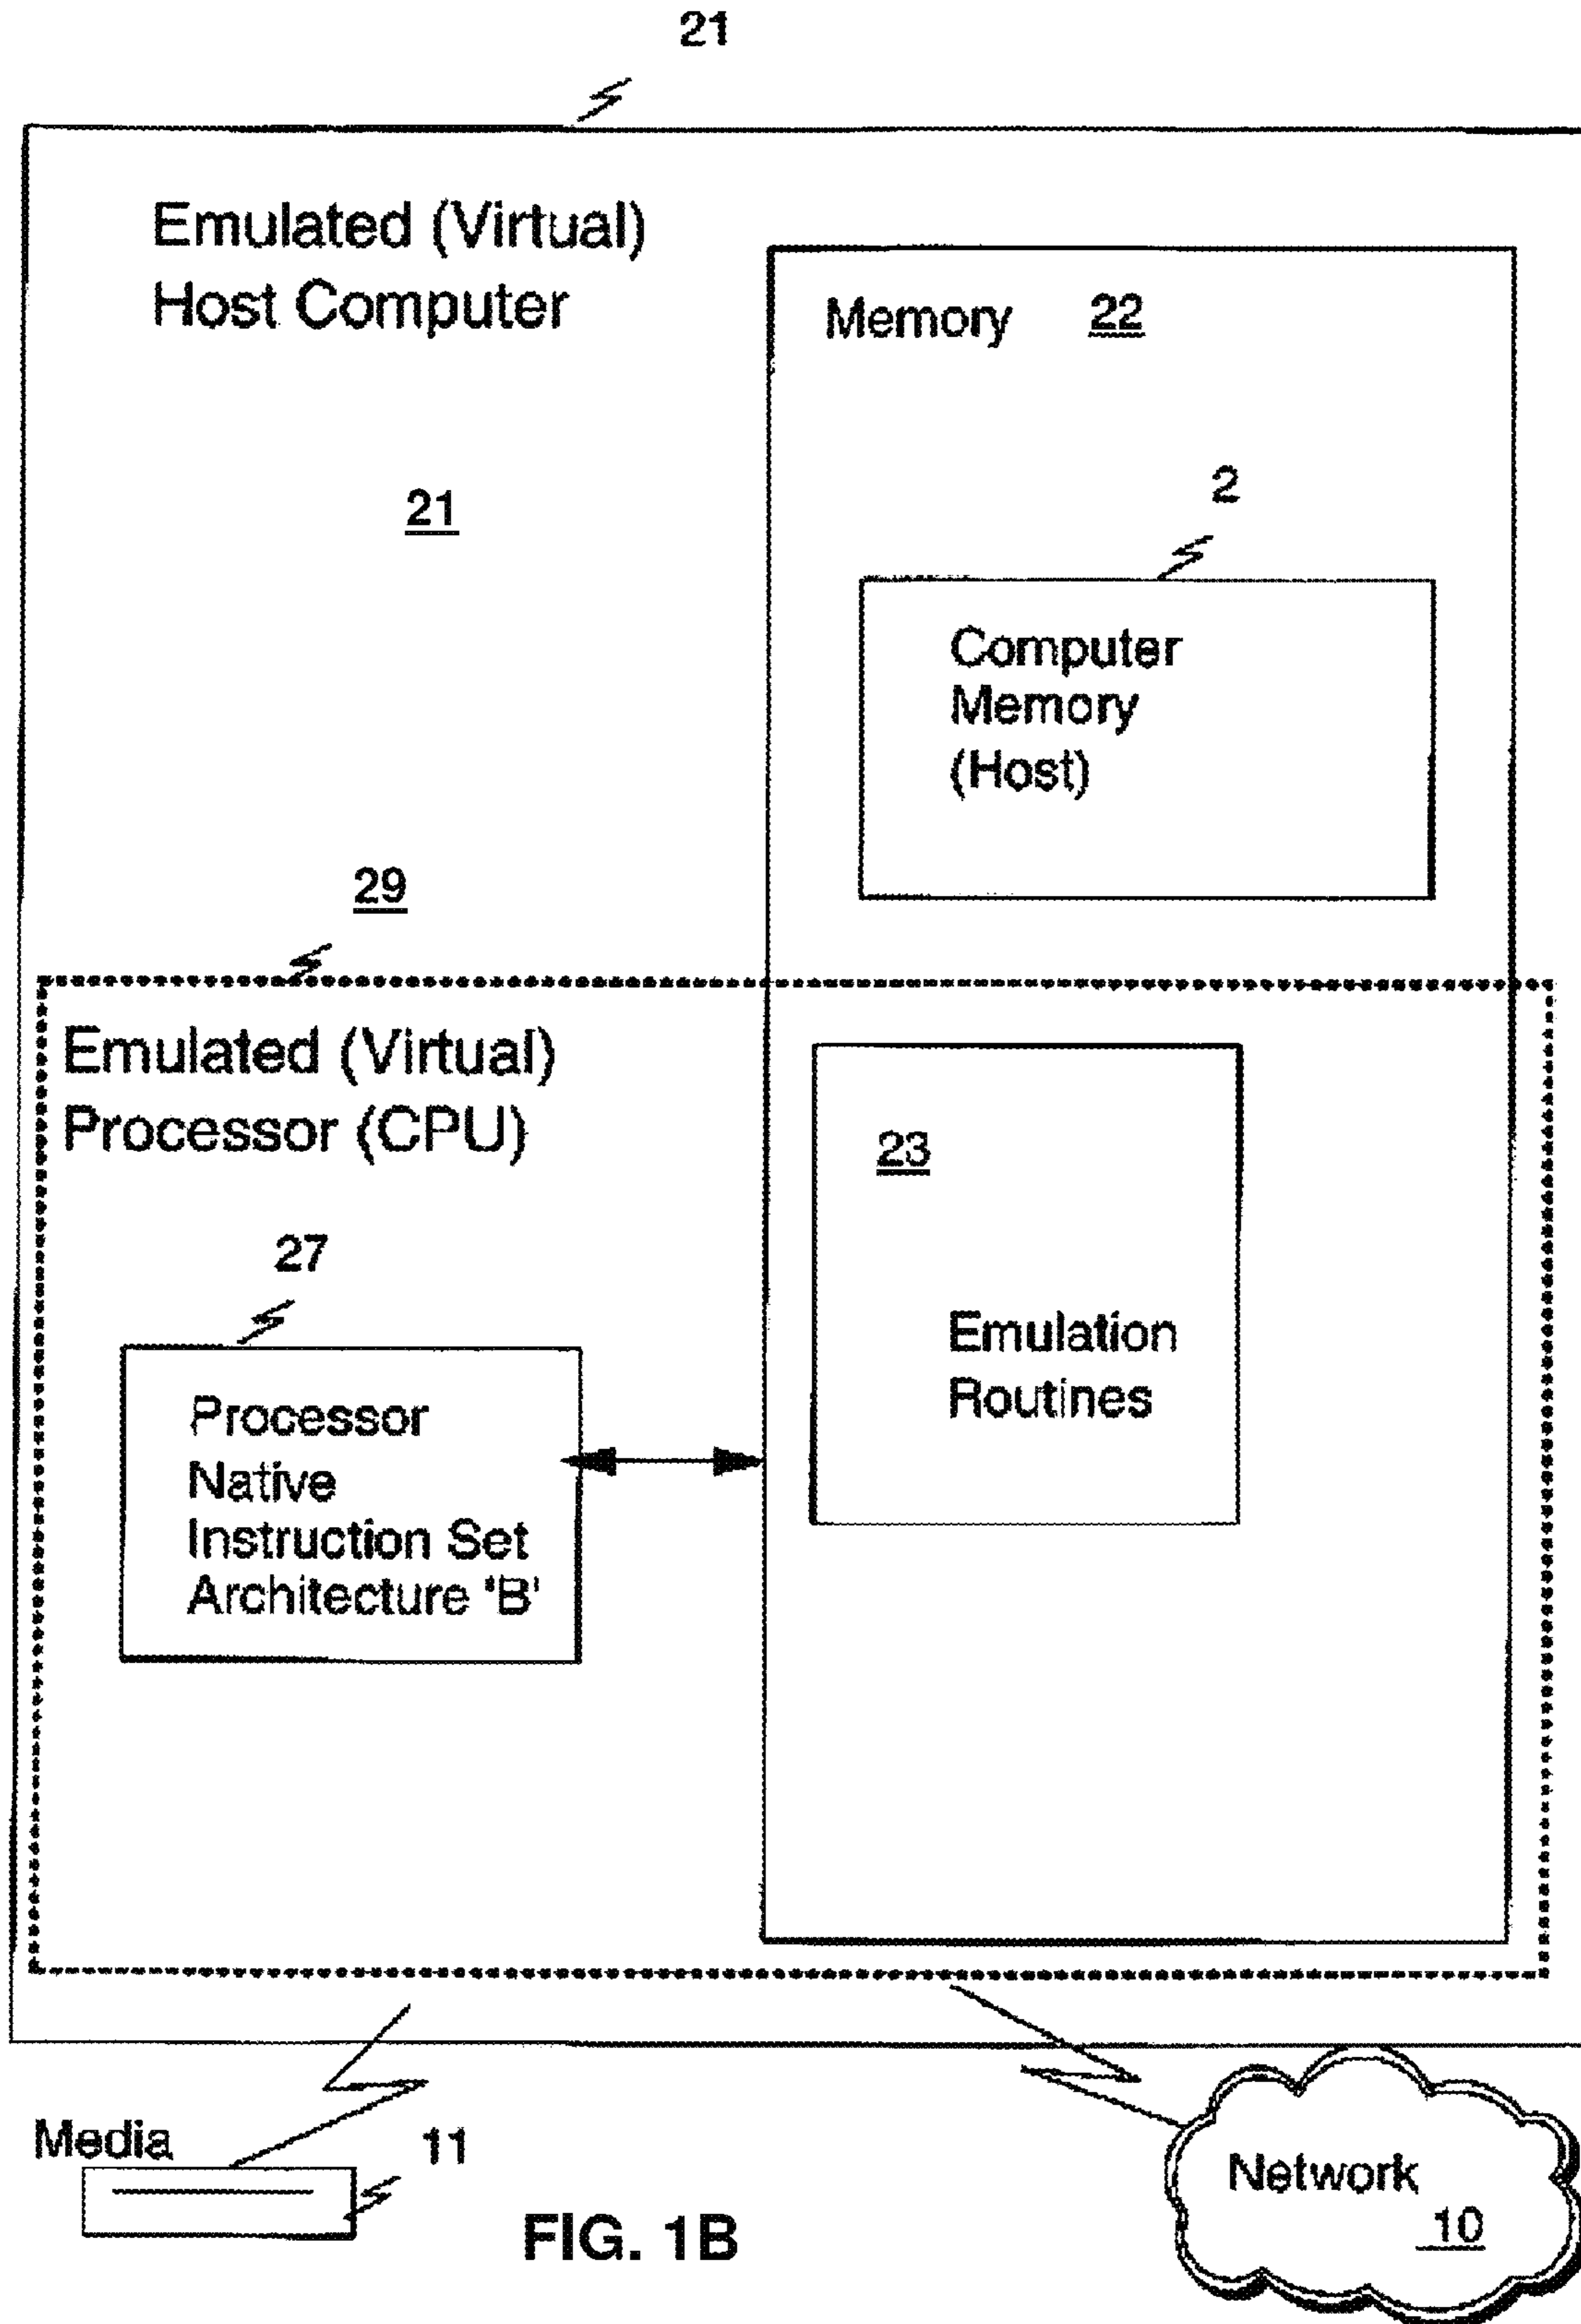 21
Emulated (Virtual)
Host Computer
21
Memory 22
2
Computer
Memory
(Host)
29
Emulated (Virtual)
Processor (CPU)
27
Processor
Native
Instruction Set
Architecture 'B'
23
Emulation
Routines
Media
11
Network
10
FIG. 1B